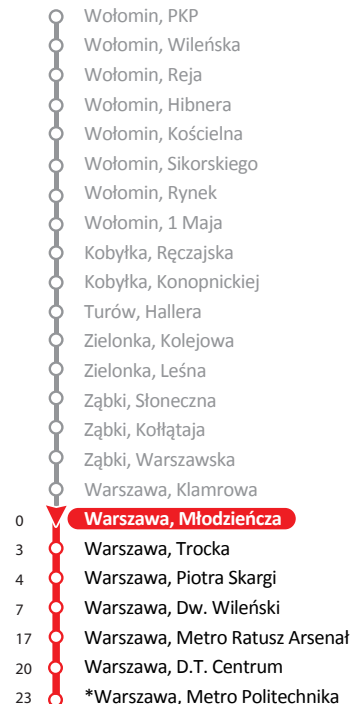 Wołomin, PKP
Wołomin, Wileńska
Wołomin, Reja
Wołomin, Hibnera
Wołomin, Kościelna
Wołomin, Sikorskiego
Wołomin, Rynek
Wołomin, 1 Maja
Kobyłka, Ręczajska
Kobyłka, Konopnickiej
Turów, Hallera
Zielonka, Kolejowa
Zielonka, Leśna
Ząbki, Słoneczna
Ząbki, Kołłątaja
Ząbki, Warszawska
Warszawa, Klamrowa
0 Warszawa, Młodzieńcza
3 Warszawa, Trocka
4 Warszawa, Piotra Skargi
7 Warszawa, Dw. Wileński
17 Warszawa, Metro Ratusz Arsenał
20 Warszawa, D.T. Centrum
23 *Warszawa, Metro Politechnika